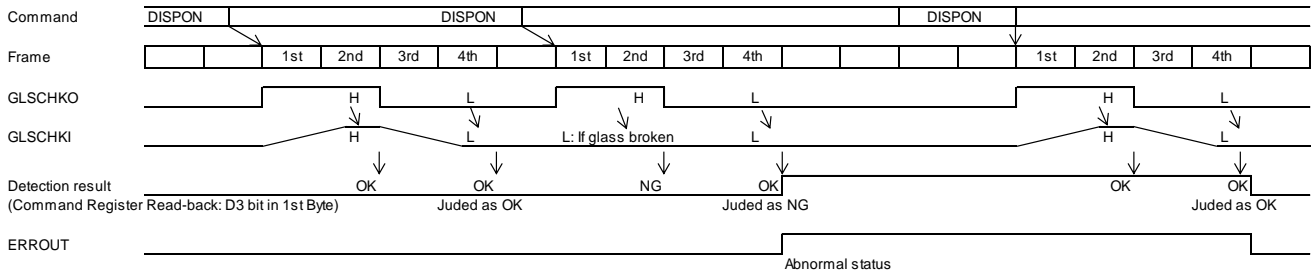 Command DISPON DISPON DISPON
Frame 1st 2nd 3rd 4th 1st 2nd 3rd 4th 1st 2nd 3rd 4th
GLSCHKO H L H L H L
GLSCHKI H L L: If glass broken L H L
Detection result OK OK NG OK OK OK
(Command Register Read-back: D3 bit in 1st Byte) Juded as OK Juded as NG Juded as OK
ERROUT
Abnormal status